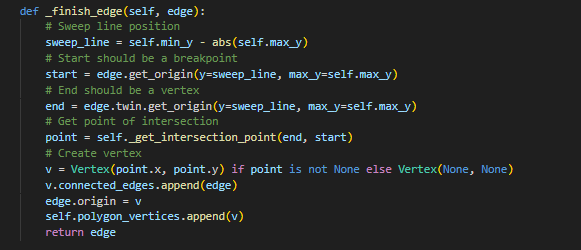 def _finish_edge(self, edge):
    # Sweep line position
    sweep_line = self.min_y - abs(self.max_y)
    # Start should be a breakpoint
    start = edge.get_origin(y=sweep_line, max_y=self.max_y)
    # End should be a vertex
    end = edge.twin.get_origin(y=sweep_line, max_y=self.max_y)
    # Get point of intersection
    point = self._get_intersection_point(end, start)
    # Create vertex
    v = Vertex(point.x, point.y) if point is not None else Vertex(None, None)
    v.connected_edges.append(edge)
    edge.origin = v
    self.polygon_vertices.append(v)
    return edge